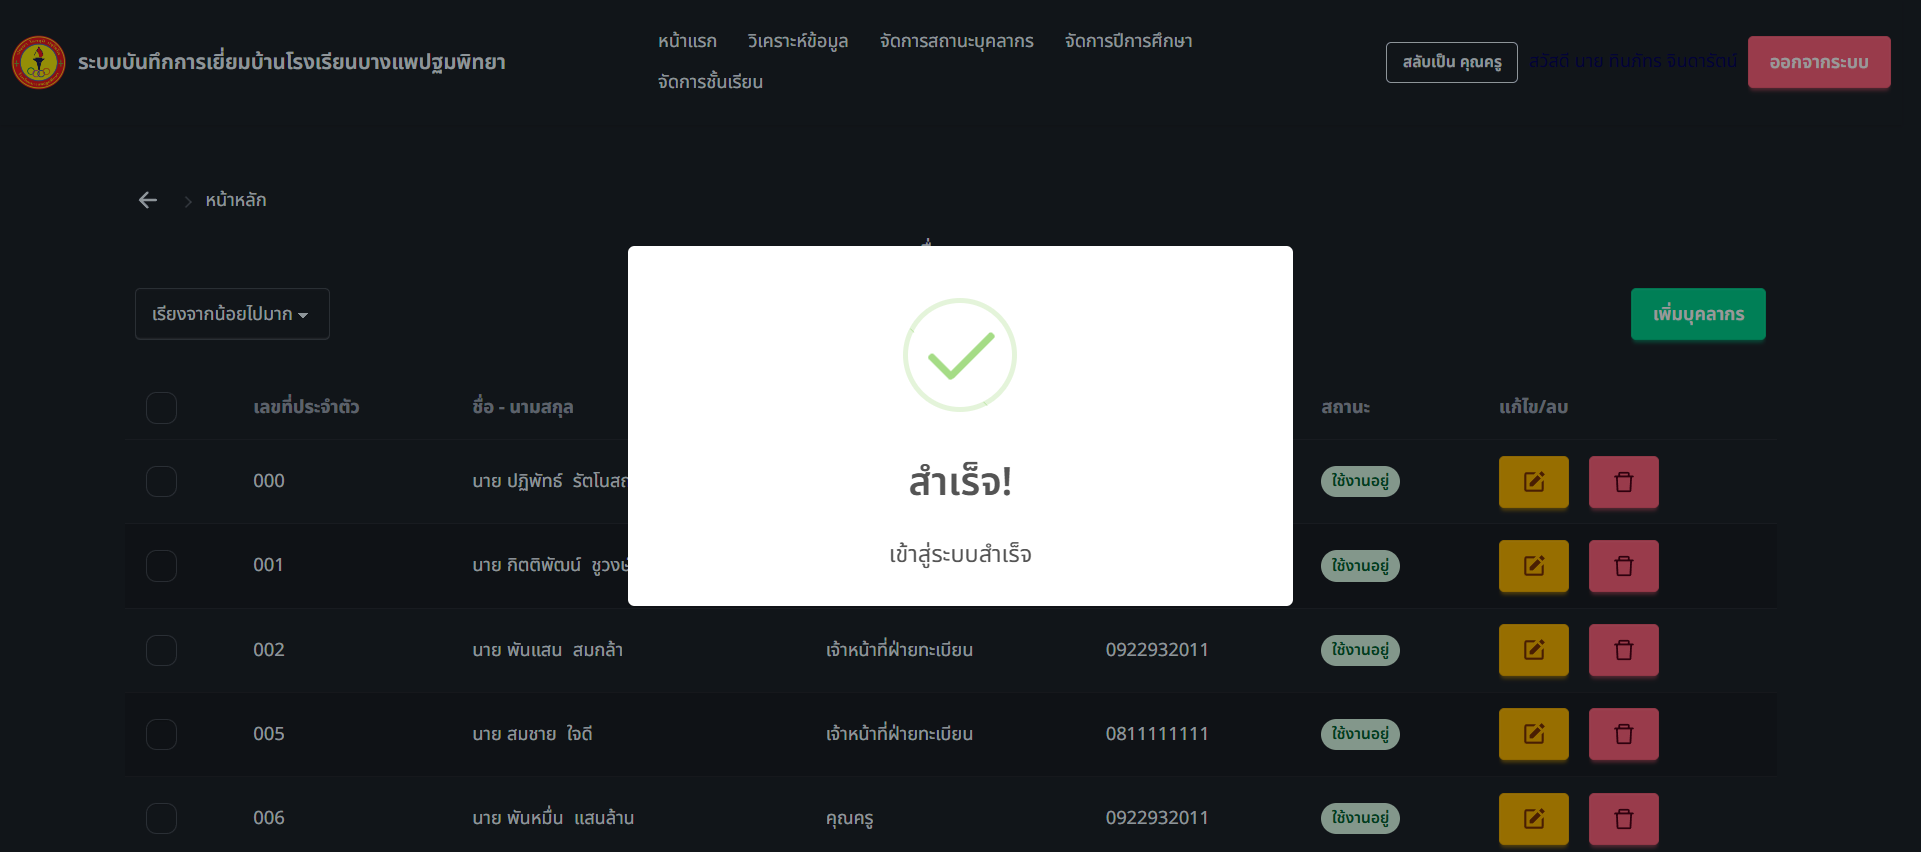 ระบบบันทึกการเยี่ยมบ้านโรงเรียนบางแพปฐมพิทยา
หน้าแรก วิเคราะห์ข้อมูล จัดการสถานะบุคลากร จัดการปีการศึกษา
จัดการชั้นเรียน
สลับเป็น คุณครู สวัสดี นาย ทีนภัทร จินดารัตน์ ออกจากระบบ
หน้าหลัก
เรียงจากน้อยไปมาก
เพิ่มบุคลากร
สำเร็จ!
เข้าสู่ระบบสำเร็จ
เลขที่ประจำตัว ชื่อ - นามสกุล สถานะ แก้ไข/ลบ
000 นาย ปฏิพัทธ์ ใช้งานอยู่
001 นาย กิตติพัฒน์ ใช้งานอยู่
002 นาย พันแสน สมกล้า เจ้าหน้าที่ฝ่ายทะเบียน 0922932011 ใช้งานอยู่
005 นาย สมชาย ใจดี เจ้าหน้าที่ฝ่ายทะเบียน 0811111111 ใช้งานอยู่
006 นาย พันหมื่น แสนล้าน คุณครู 0922932011 ใช้งานอยู่